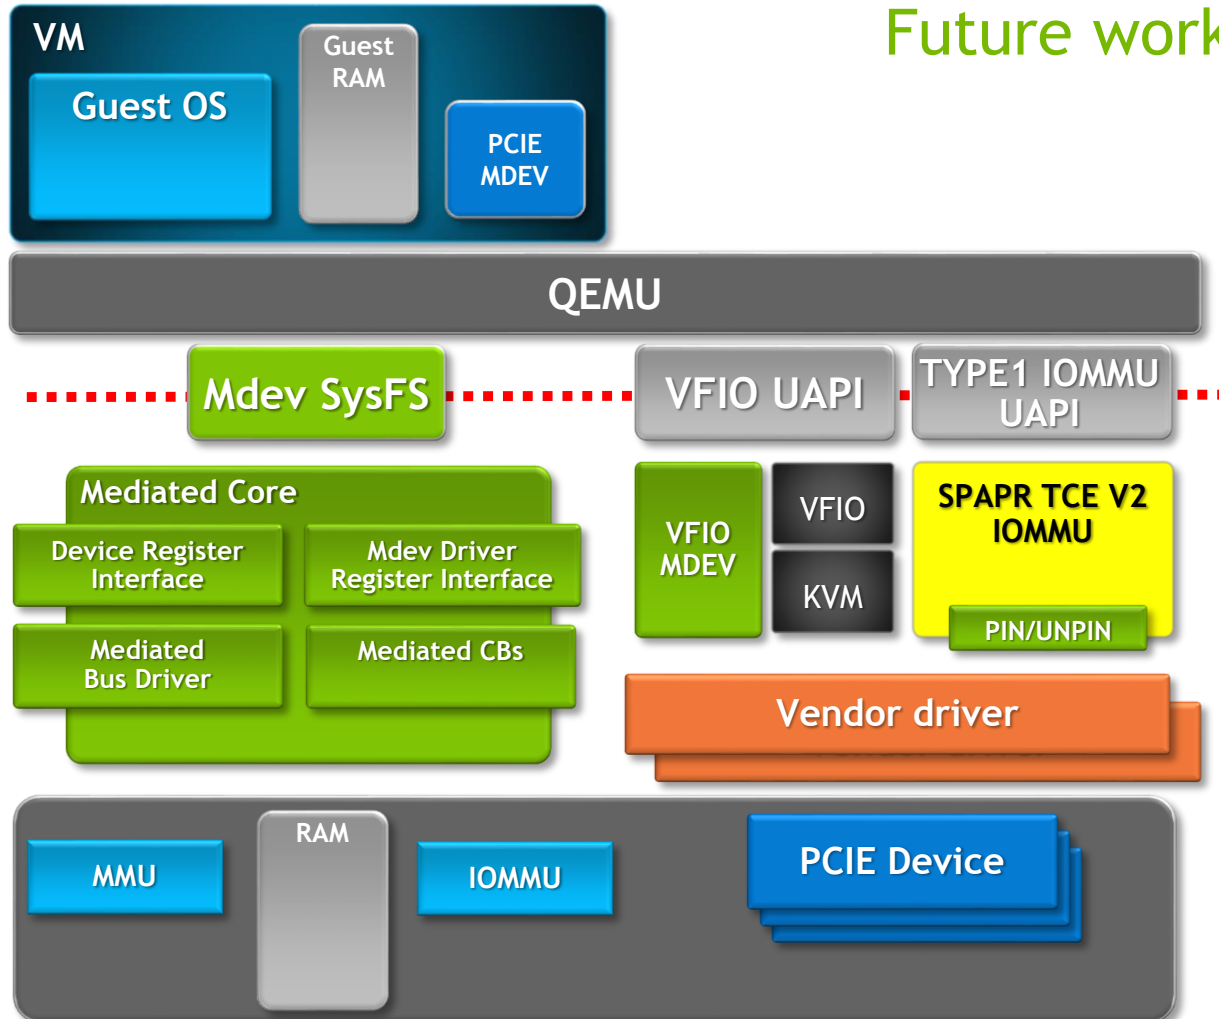 Future work
VM
Guest
RAM
Guest OS
PCIE
MDEV
QEMU
Mdev SysFS
VFIO UAPI
TYPE1 IOMMU
UAPI
Mediated Core
Device Register
Interface
Mdev Driver
Register Interface
Mediated
Bus Driver
Mediated CBs
VFIO
MDEV
VFIO
KVM
SPAPR TCE V2
IOMMU
PIN/UNPIN
Vendor driver
MMU
RAM
IOMMU
PCIE Device